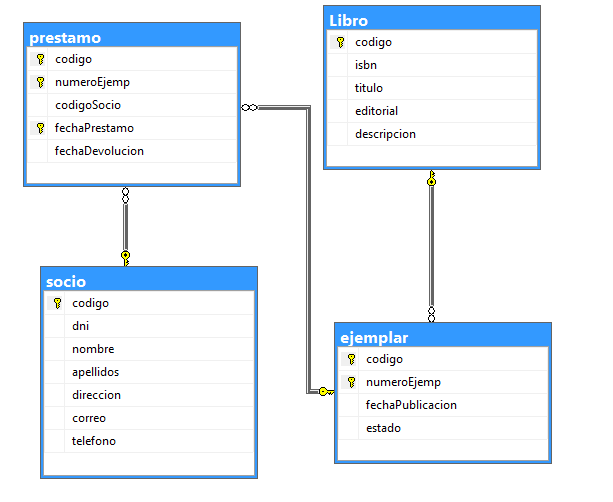 prestamo
codigo
numeroEjemp
codigoSocio
fechaPrestamo
fechaDevolucion
Libro
codigo
isbn
titulo
editorial
descripcion
socio
codigo
dni
nombre
apellidos
direccion
correo
telefono
ejemplar
codigo
numeroEjemp
fechaPublicacion
estado